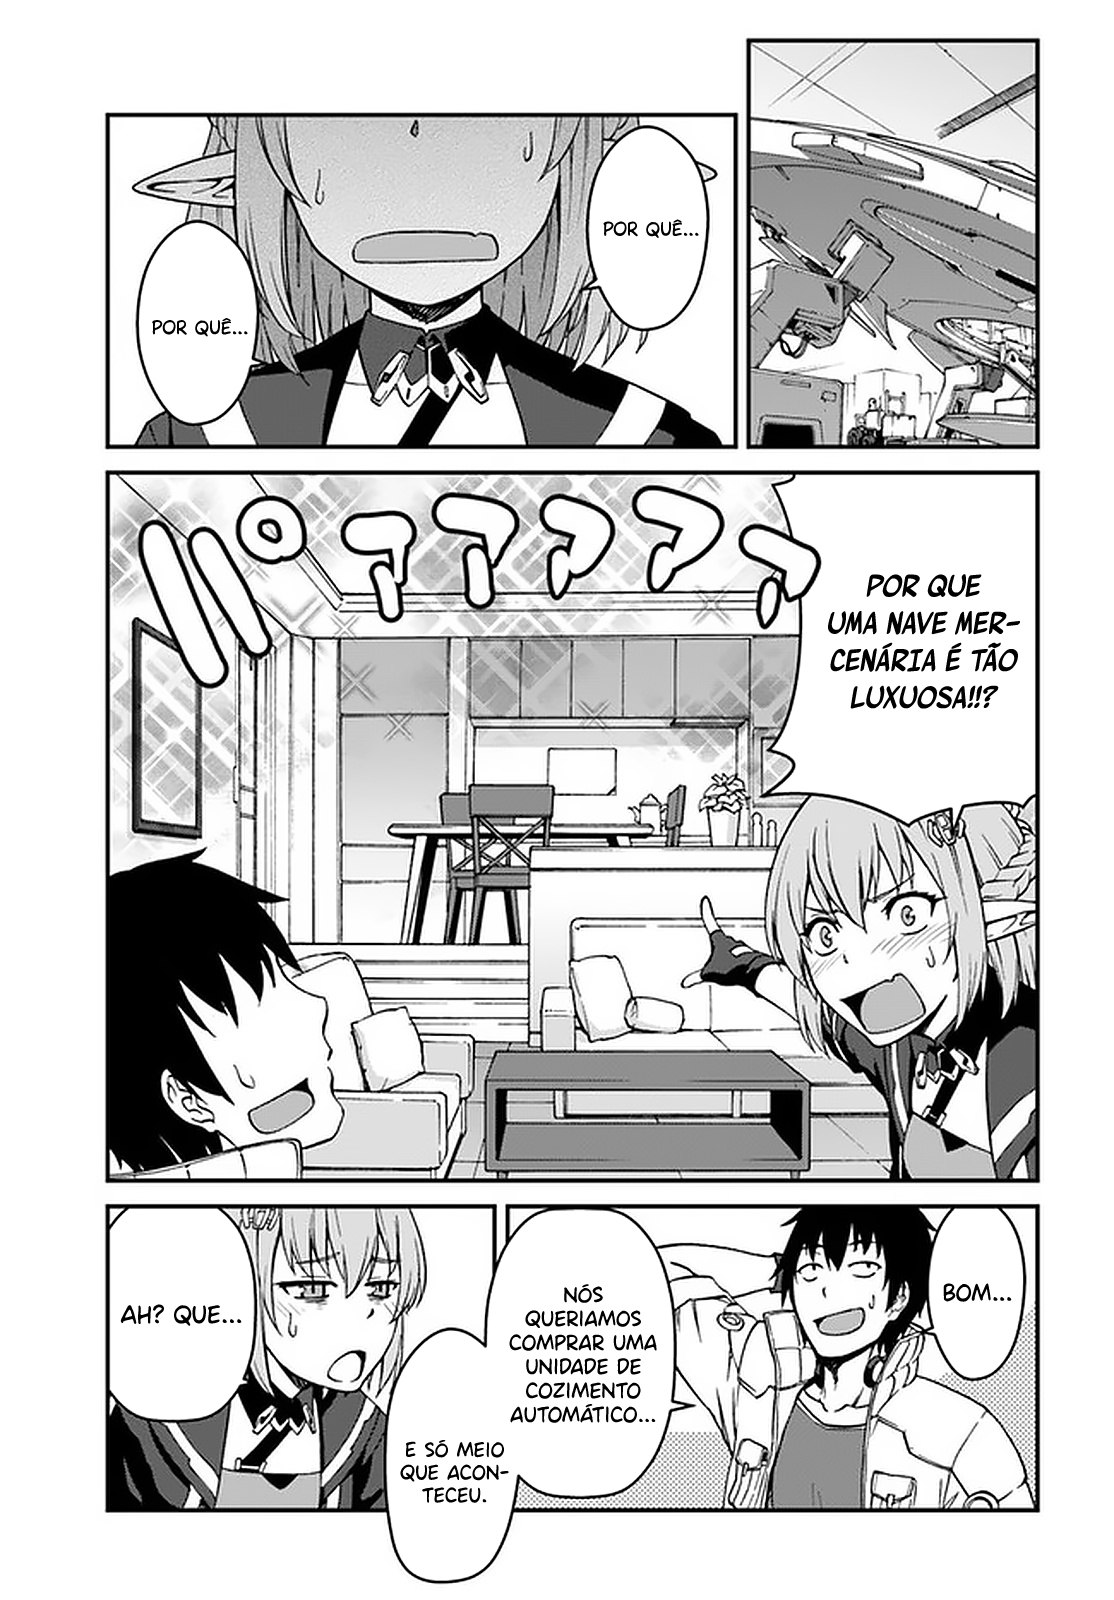 POR QUÊ...
POR QUÊ...
パァァァァァ
POR QUE
UMA NAVE MER-
CENÁRIA É TÃO
LUXUOSA!!?
BOM...
NÓS
QUERIAMOS
COMPRAR UMA
UNIDADE DE
COZIMENTO
AUTOMÁTICO...
E SÓ MEIO
QUE ACON-
TECEU.
AH? QUE...